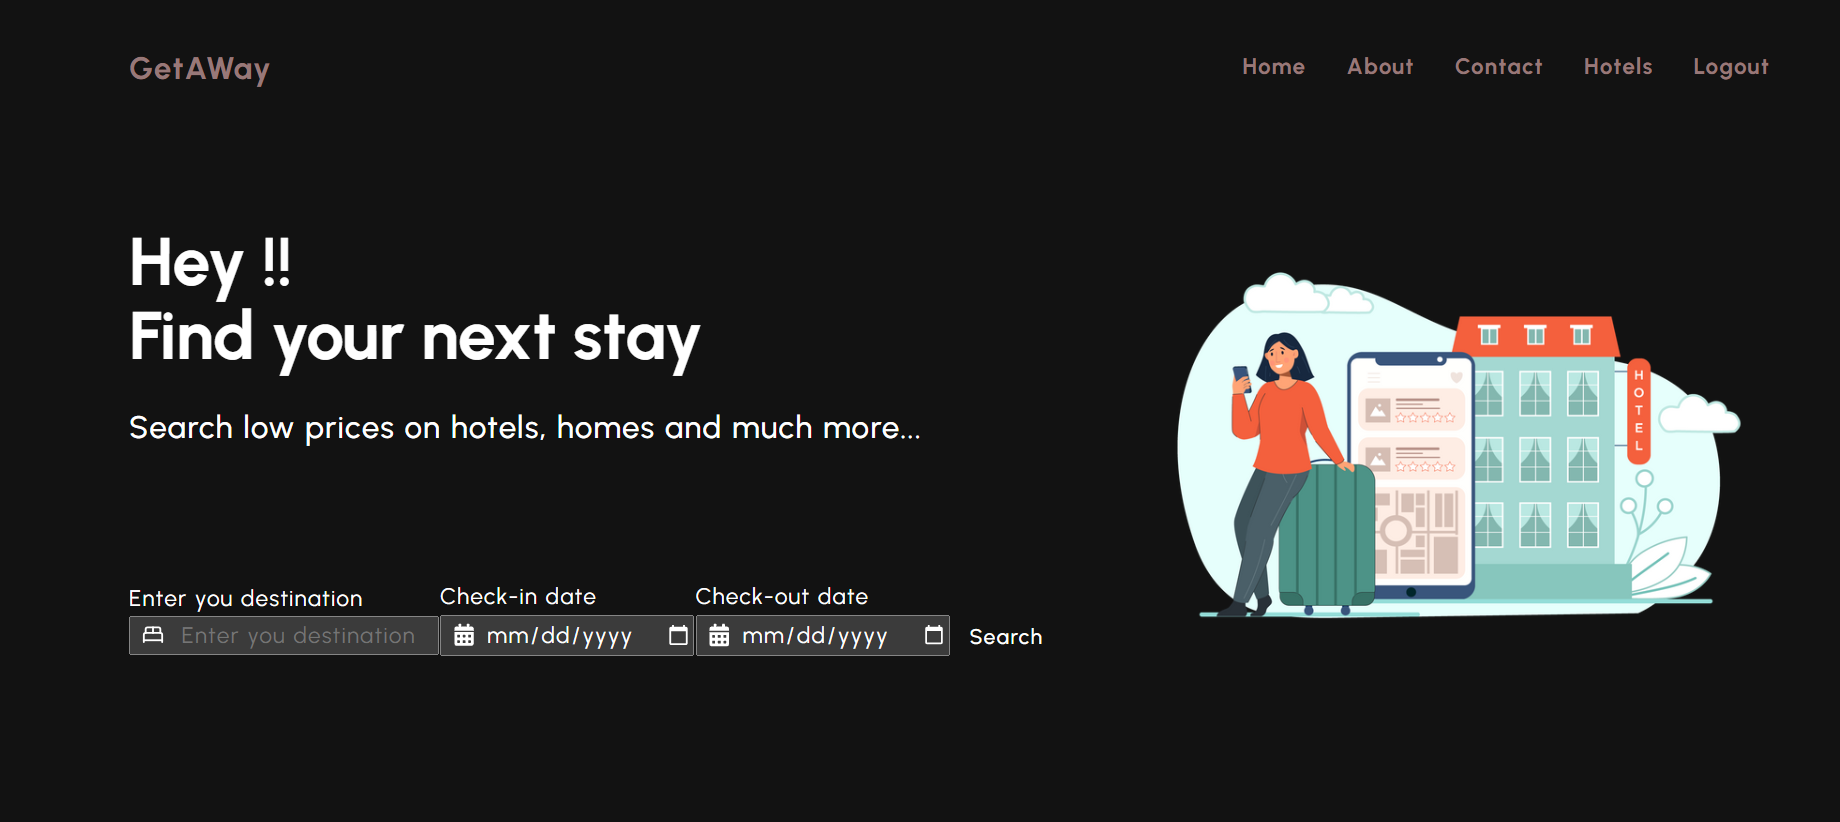 GetAWay
Home About Contact Hotels Logout
Hey !!
Find your next stay
Search low prices on hotels, homes and much more...
HOTEL
Enter you destination Check-in date Check-out date
Enter you destination mm/dd/yyyy mm/dd/yyyy Search